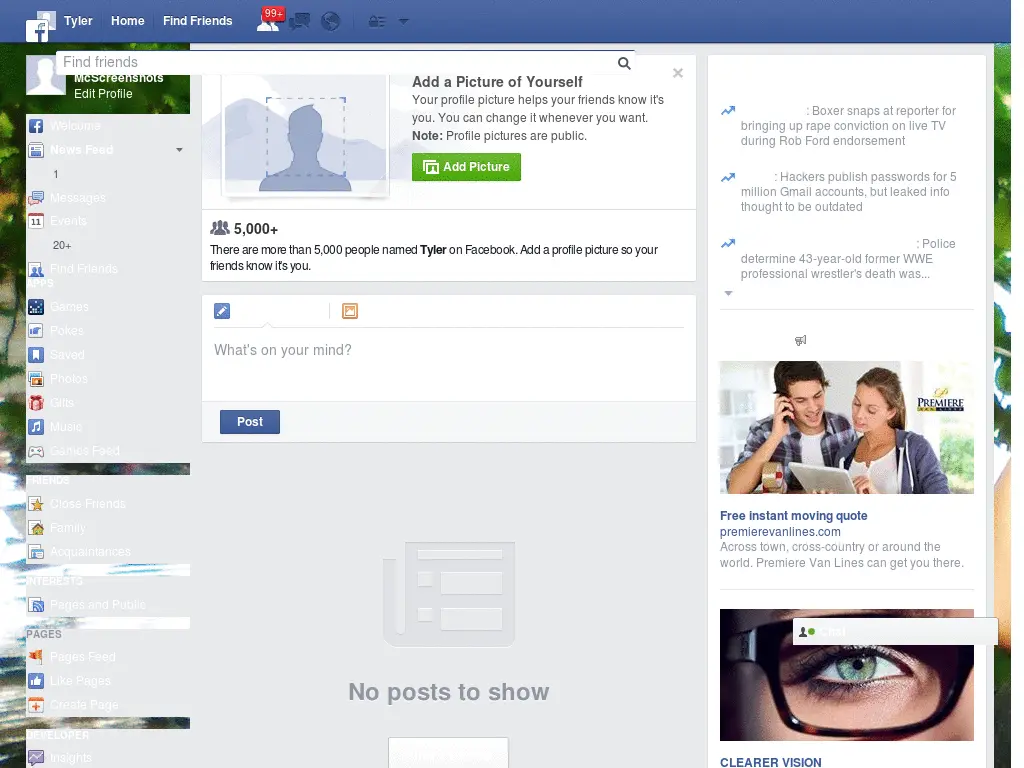 Tyler
Home
Find Friends
99+
Find friends
McScreenshots
Edit Profile
Welcome
News Feed
1
Messages
11
Events
20+
Find Friends
APPS
Games
Pokes
Saved
Photos
Gifts
Music
Games Feed
FRIENDS
Close Friends
Family
Acquaintances
INTERESTS
Pages and Public
PAGES
Pages Feed
Like Pages
Create Page
DEVELOPER
Insights
Add a Picture of Yourself
Your profile picture helps your friends know it's
you. You can change it whenever you want.
Note: Profile pictures are public.
Add Picture
5,000+
There are more than 5,000 people named Tyler on Facebook. Add a profile picture so your
friends know it's you.
What's on your mind?
Post
No posts to show
: Boxer snaps at reporter for
bringing up rape conviction on live TV
during Rob Ford endorsement
: Hackers publish passwords for 5
million Gmail accounts, but leaked info
thought to be outdated
: Police
determine 43-year-old former WWE
professional wrestler's death was...
PREMIERE
VAN LINES
Free instant moving quote
premierevanlines.com
Across town, cross-country or around the
world. Premiere Van Lines can get you there.
Chat
CLEARER VISION